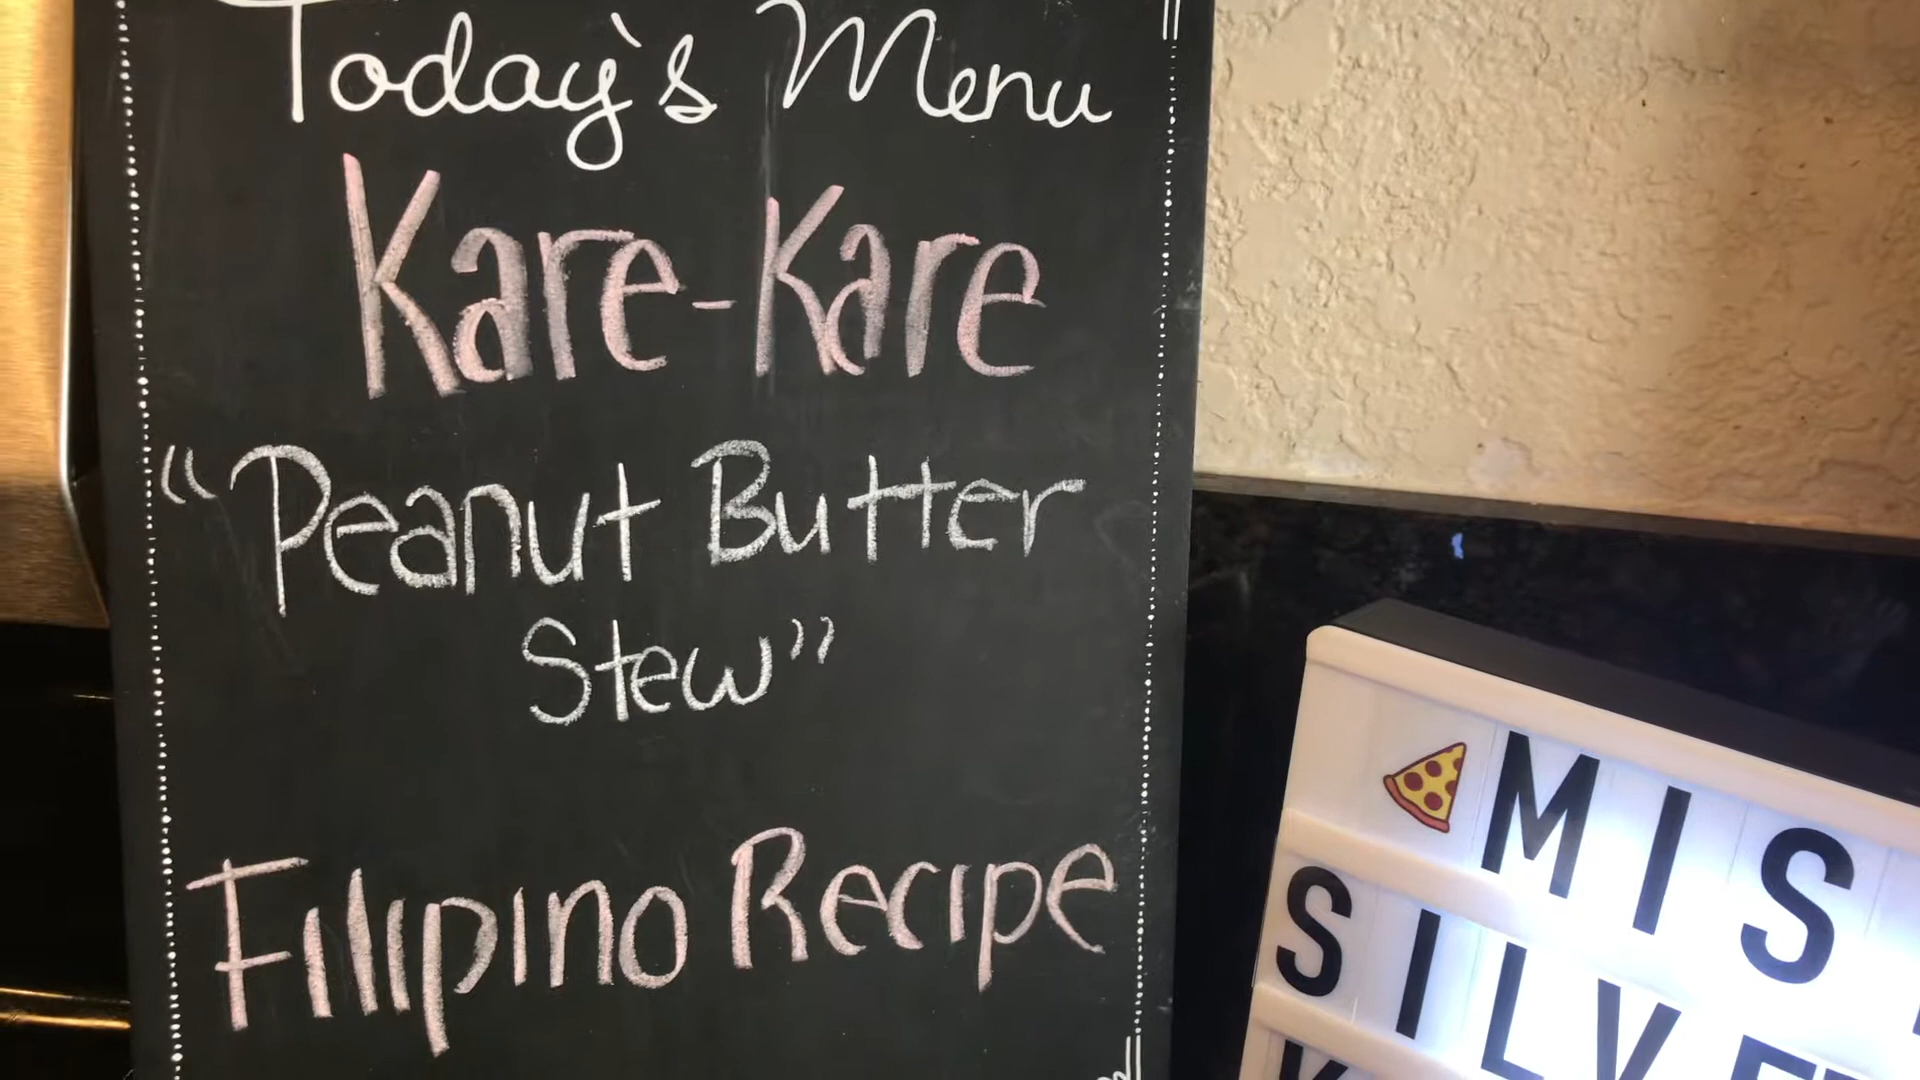 Today's Menu
Kare-Kare
"Peanut Butter
Stew"
Filipino Recipe
MIS
SILV